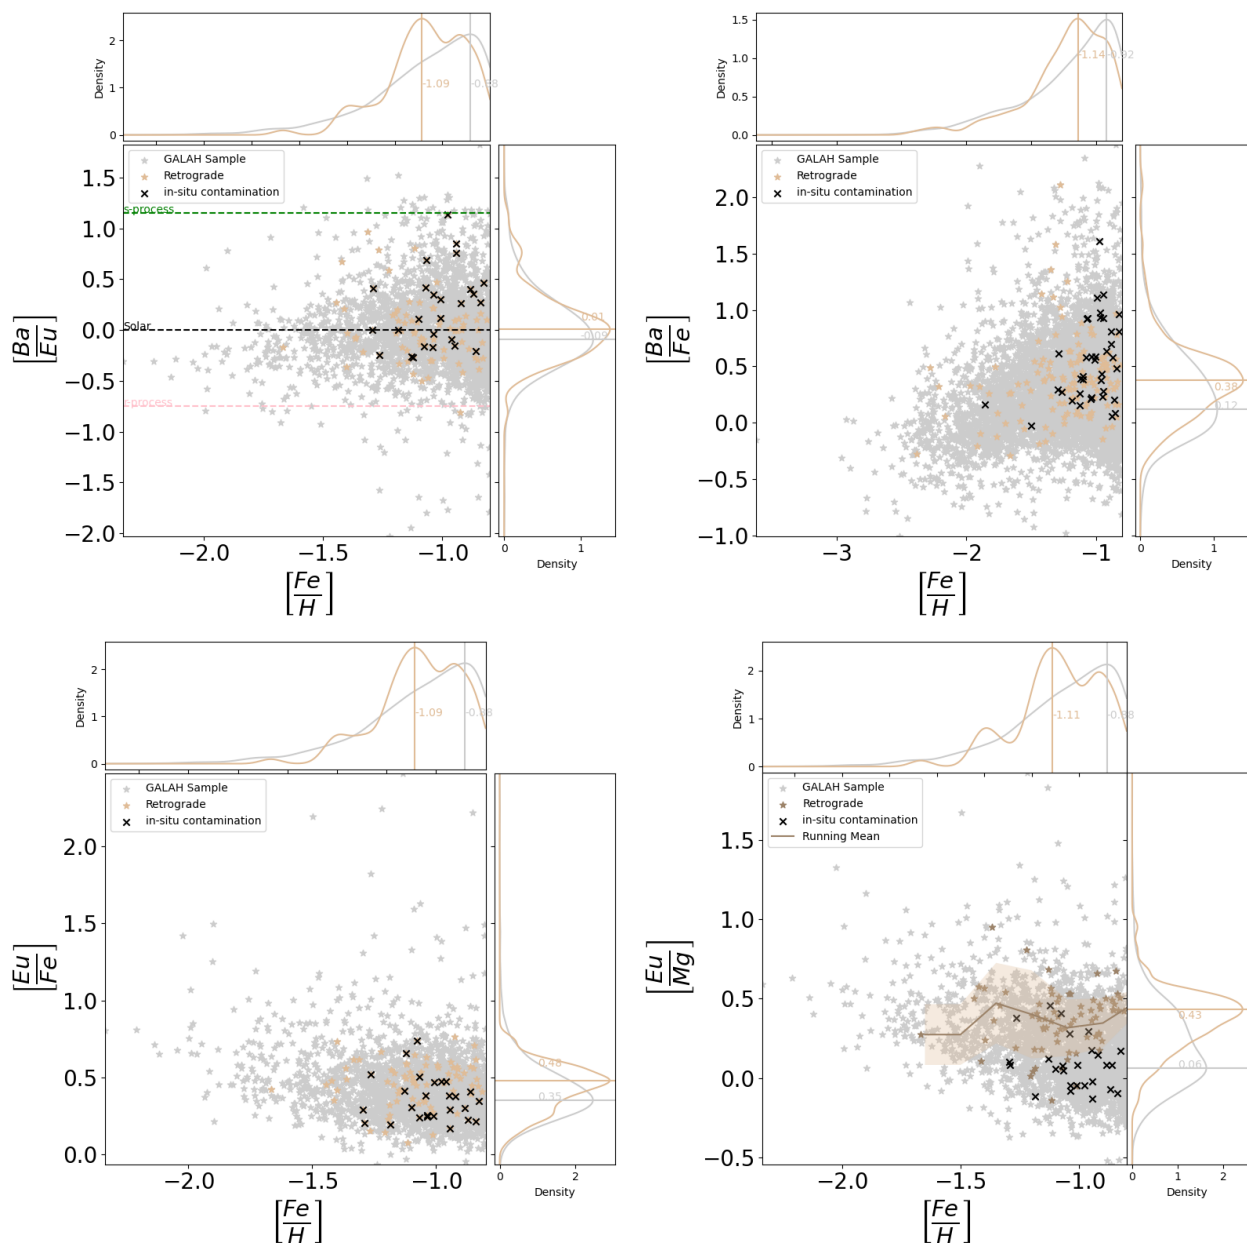 2
1
0
Density
-1.09
-0.88
GALAH Sample
Retrograde
in-situ contamination
s-process
Solar
r-process
1.5
1.0
0.5
0.0
−0.5
−1.0
−1.5
−2.0
[Ba/Eu]
−2.0
−1.5
−1.0
[Fe/H]
0.01
-0.09
0
1
Density
1.5
1.0
0.5
0.0
Density
-1.14
-0.92
GALAH Sample
Retrograde
in-situ contamination
2.0
1.5
1.0
0.5
0.0
−0.5
−1.0
[Ba/Fe]
−3
−2
−1
[Fe/H]
0.38
0.12
0
1
Density
2
1
0
Density
-1.09
-0.88
GALAH Sample
Retrograde
in-situ contamination
2.0
1.5
1.0
0.5
0.0
[Eu/Fe]
−2.0
−1.5
−1.0
[Fe/H]
0.48
0.35
0
2
Density
2
1
0
Density
-1.11
-0.88
GALAH Sample
Retrograde
in-situ contamination
Running Mean
1.5
1.0
0.5
0.0
−0.5
[Eu/Mg]
−2.0
−1.5
−1.0
[Fe/H]
0.43
0.06
0
1
2
Density